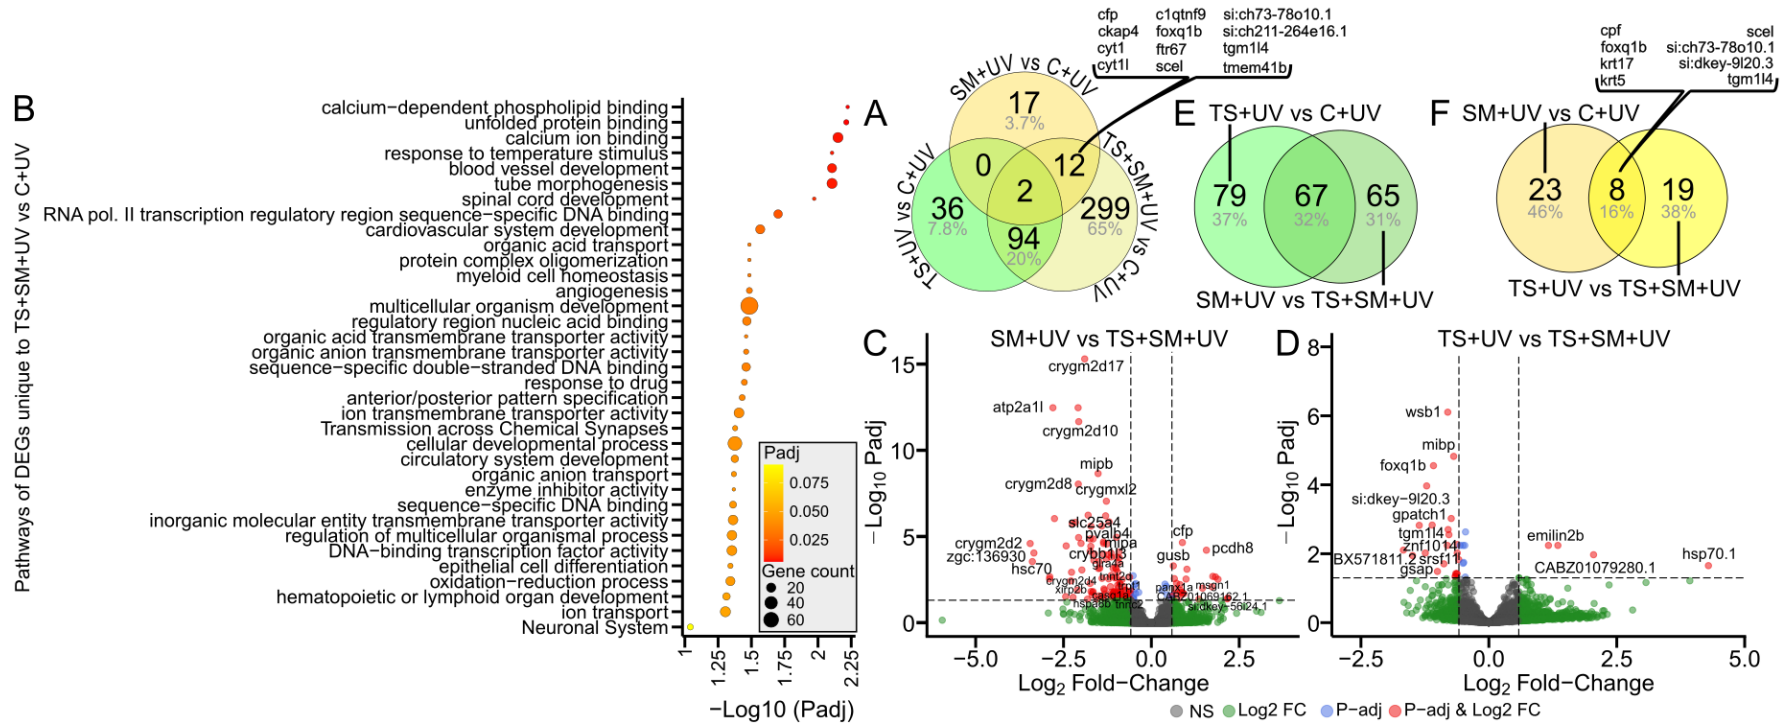 B
Pathways of DEGs unique to TS+SM+UV vs C+UV
calcium−dependent phospholipid binding
unfolded protein binding
calcium ion binding
response to temperature stimulus
blood vessel development
tube morphogenesis
spinal cord development
RNA pol. II transcription regulatory region sequence−specific DNA binding
cardiovascular system development
organic acid transport
protein complex oligomerization
myeloid cell homeostasis
angiogenesis
multicellular organism development
regulatory region nucleic acid binding
organic acid transmembrane transporter activity
organic anion transmembrane transporter activity
sequence−specific double−stranded DNA binding
response to drug
anterior/posterior pattern specification
ion transmembrane transporter activity
Transmission across Chemical Synapses
cellular developmental process
circulatory system development
organic anion transport
enzyme inhibitor activity
sequence−specific DNA binding
inorganic molecular entity transmembrane transporter activity
regulation of multicellular organismal process
DNA−binding transcription factor activity
epithelial cell differentiation
oxidation−reduction process
hematopoietic or lymphoid organ development
ion transport
Neuronal System
1 1.25 1.5 1.75 2 2.25
−Log10 (Padj)
Padj
0.075
0.050
0.025
Gene count
20
40
60
A
cfp c1qtnf9 si:ch73-78o10.1
ckap4 foxq1b si:ch211-264e16.1
cyt1 ftr67 tgm1l4
cyt1l scel tmem41b
SM+UV vs C+UV
TS+UV vs C+UV
TS+SM+UV vs C+UV
17
3.7%
0
12
2
36
7.8%
299
65%
94
20%
E
TS+UV vs C+UV
79
37%
67
32%
65
31%
SM+UV vs TS+SM+UV
F
cpf scel
foxq1b si:ch73-78o10.1
krt17 si:dkey-9l20.3
krt5 tgm1l4
SM+UV vs C+UV
23
46%
8
16%
19
38%
TS+UV vs TS+SM+UV
C
SM+UV vs TS+SM+UV
−Log10 Padj
15
10
5
0
crygm2d17
atp2a1l
crygm2d10
mipb
crygm2d8
crygmxl2
slc25a4
pvalb4
mipa
crygm2d2
zgc:136930
crybb1l3
hsc70
glra4a
crygm2d4
tnnt2d
xirp2b
hspa8b
tnnc2
cfp
gusb
pcdh8
panx1a
msgn1
CABZ01069162.1
si:dkey-56i24.1
−5.0 −2.5 0.0 2.5
Log2 Fold−Change
D
TS+UV vs TS+SM+UV
−Log10 Padj
8
6
4
2
0
wsb1
mibp
foxq1b
si:dkey-9l20.3
gpatch1
tgm1l4
znf1014
BX571811.2
srsf11
gsap
emilin2b
CABZ01079280.1
hsp70.1
−2.5 0.0 2.5 5.0
Log2 Fold−Change
NS Log2 FC P−adj P−adj & Log2 FC